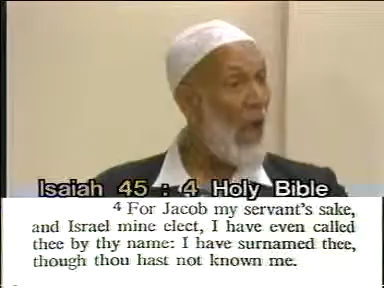 Isaiah 45 : 4 Holy Bible
4 For Jacob my servant's sake,
and Israel mine elect, I have even called
thee by thy name: I have surnamed thee,
though thou hast not known me.